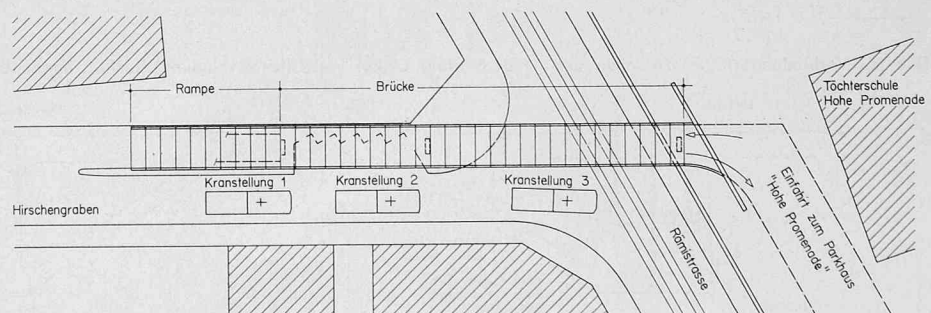 Rampe
Brücke
Töchterschule
Hohe Promenade
Kranstellung 1
Kranstellung 2
Kranstellung 3
Hirschengraben
Rämistrasse
Einfahrt zum Parkhaus
"Hohe Promenade"